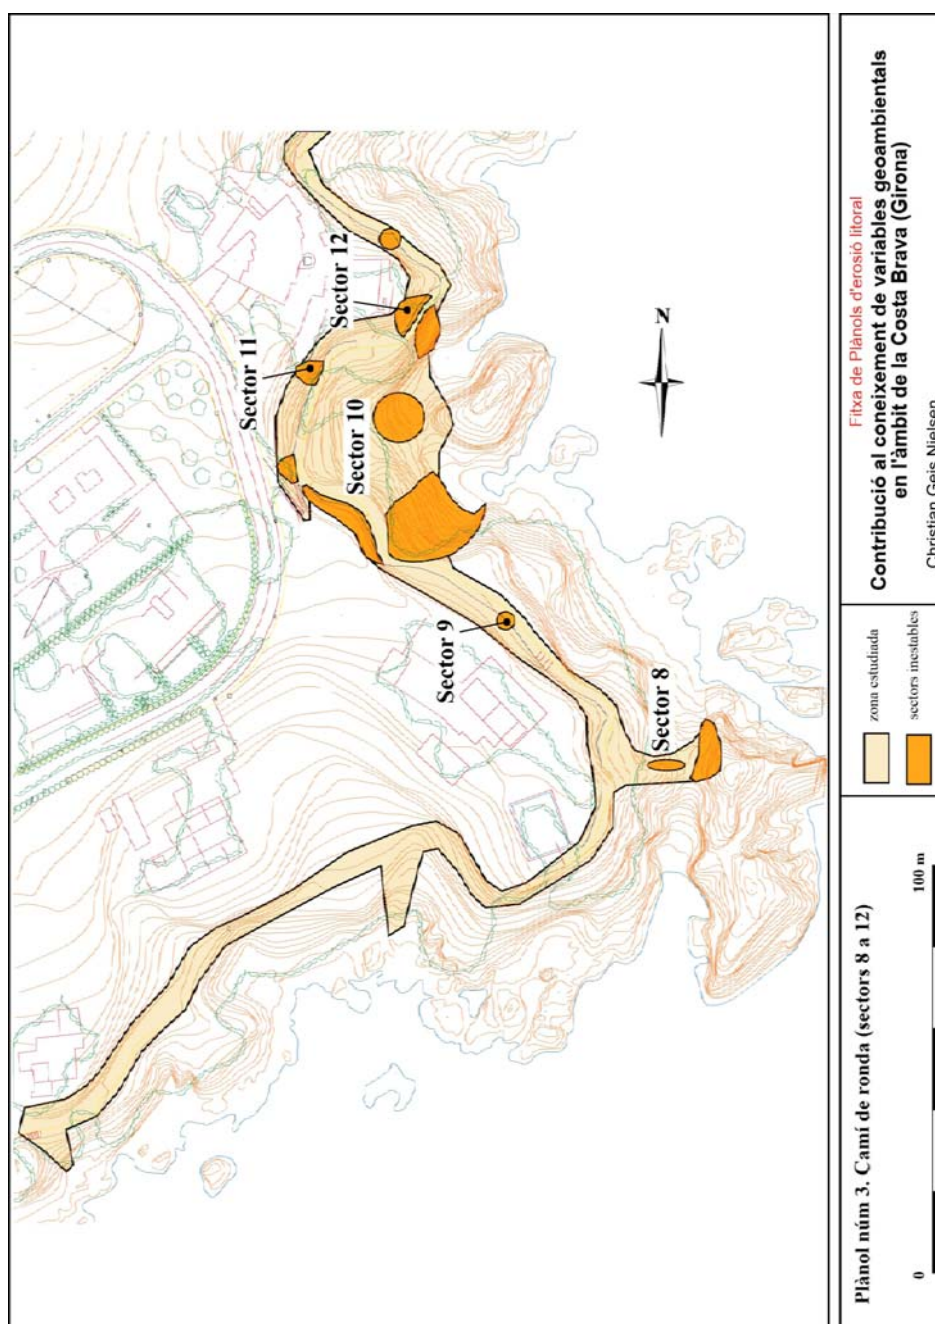 Sector 11
Sector 12
Sector 10
Sector 9
Sector 8
N
Fitxa de Plànols d'erosió litoral
Contribució al coneixement de variables geoambientals
en l'àmbit de la Costa Brava (Girona)
Christian Geis Nielsen
zona estudiada
sectors inestables
Plànol núm 3. Camí de ronda (sectors 8 a 12)
0
100 m